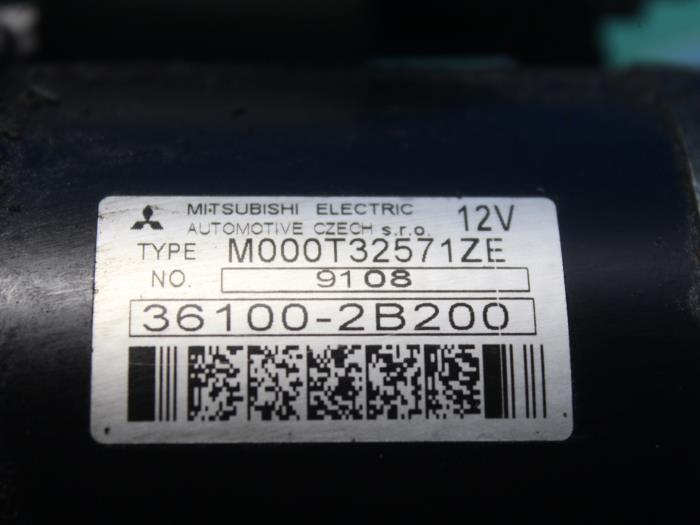 MITSUBISHI ELECTRIC
AUTOMOTIVE CZECH s.r.o. 12V
TYPE M000T32571ZE
NO. 9108
36100-2B200